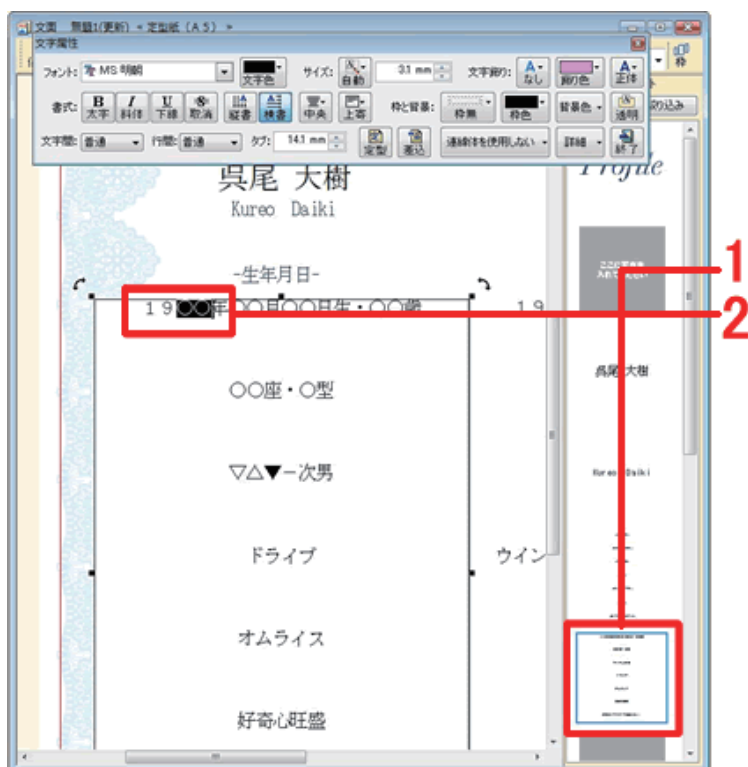 文面 無題1(更新) < 定型紙 (A5) >
文字属性
フォント: MS 明朝 文字色 サイズ: 自動 3.1 mm 文字飾り: なし 飾り色 正体
書式: B 太字 I 斜体 U 下線 取消 縦書 横書 中央 上寄 枠と背景: 枠無 枠色 背景色 透明
文字間: 普通 行間: 普通 タブ: 14.1 mm 定型 差込 連綿体を使用しない 詳細 終了
枠
込み
呉尾 大樹
Kureo Daiki
-生年月日-
19○○年○○月○○日生・○○歳
19
○○座・○型
▽△▼ー次男
ドライブ
ウイン
オムライス
好奇心旺盛
Profile
呉尾 大樹
Kureo Daiki
1
2